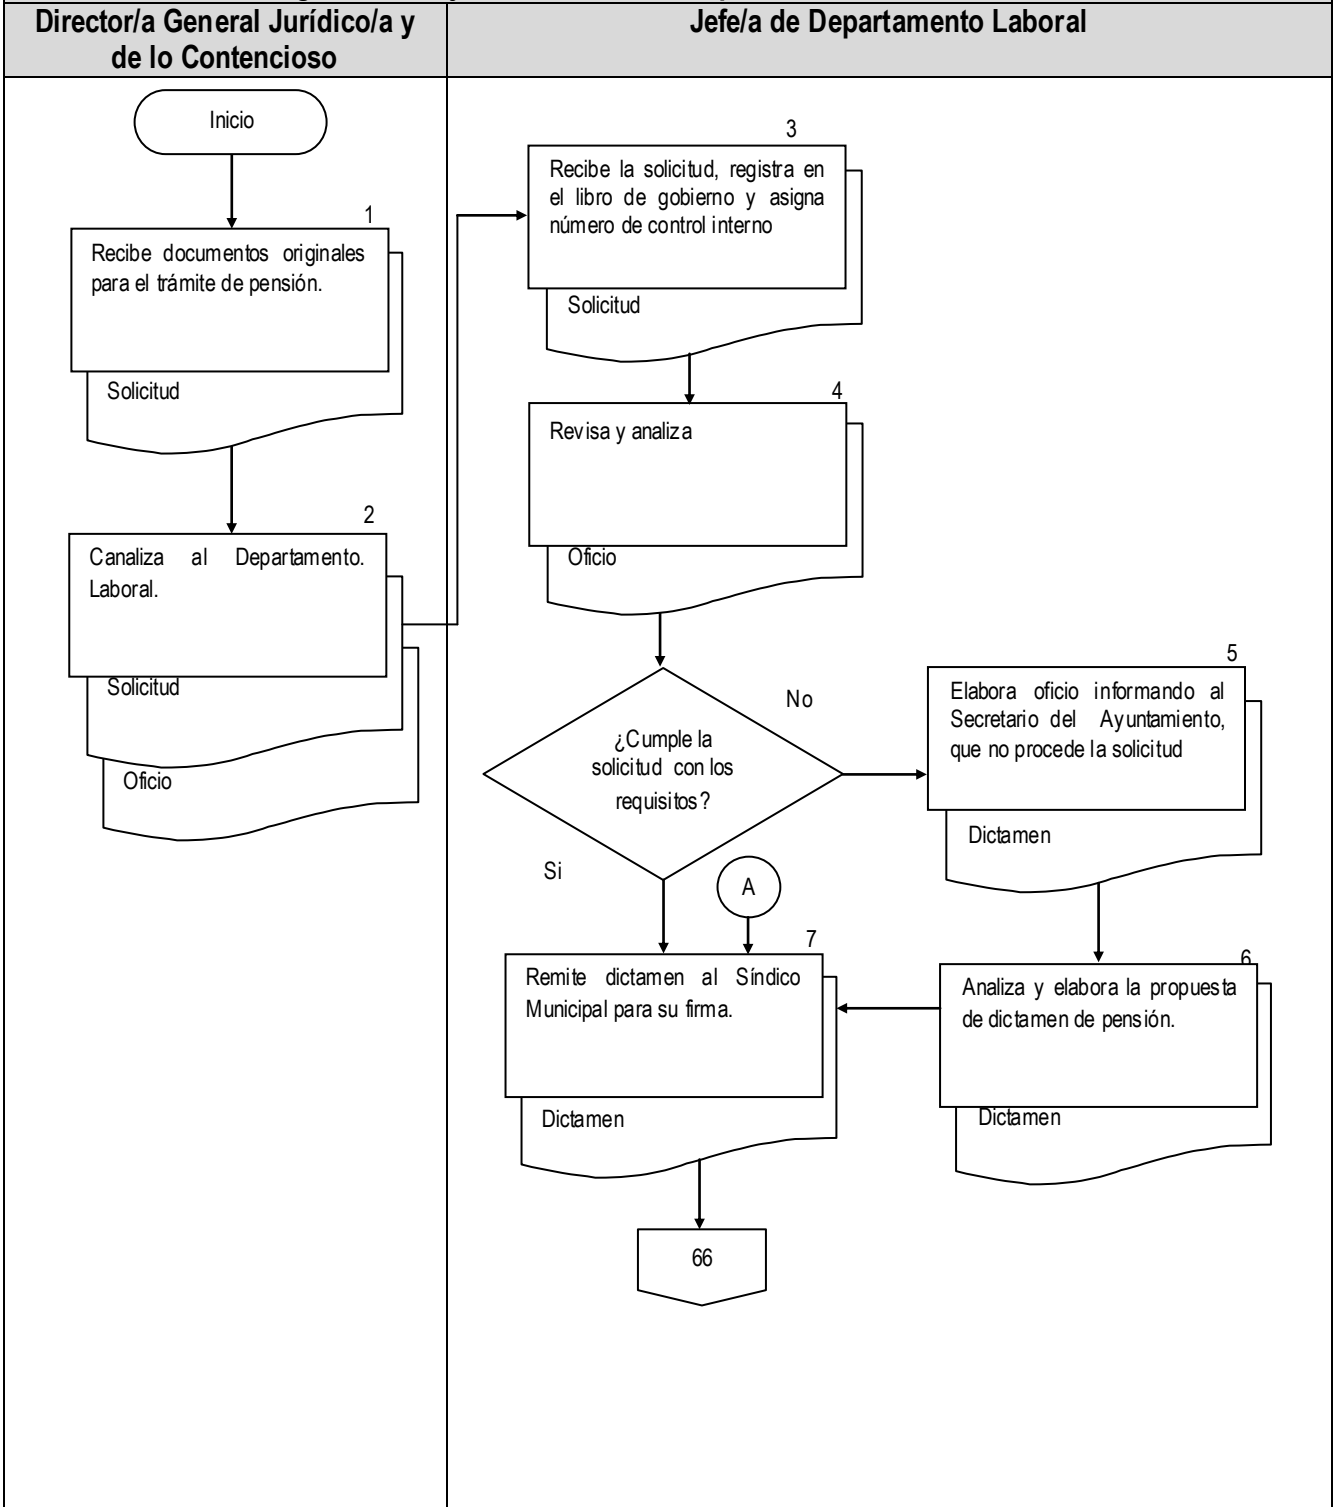 Director/a General Jurídico/a y
de lo Contencioso
Jefe/a de Departamento Laboral
Inicio
1
Recibe documentos originales
para el trámite de pensión.
Solicitud
2
Canaliza al Departamento.
Laboral.
Solicitud
Oficio
3
Recibe la solicitud, registra en
el libro de gobierno y asigna
número de control interno
Solicitud
4
Revisa y analiza
Oficio
¿Cumple la
solicitud con los
requisitos?
No
Si
5
Elabora oficio informando al
Secretario del Ayuntamiento,
que no procede la solicitud
Dictamen
6
Analiza y elabora la propuesta
de dictamen de pensión.
Dictamen
A
7
Remite dictamen al Síndico
Municipal para su firma.
Dictamen
66